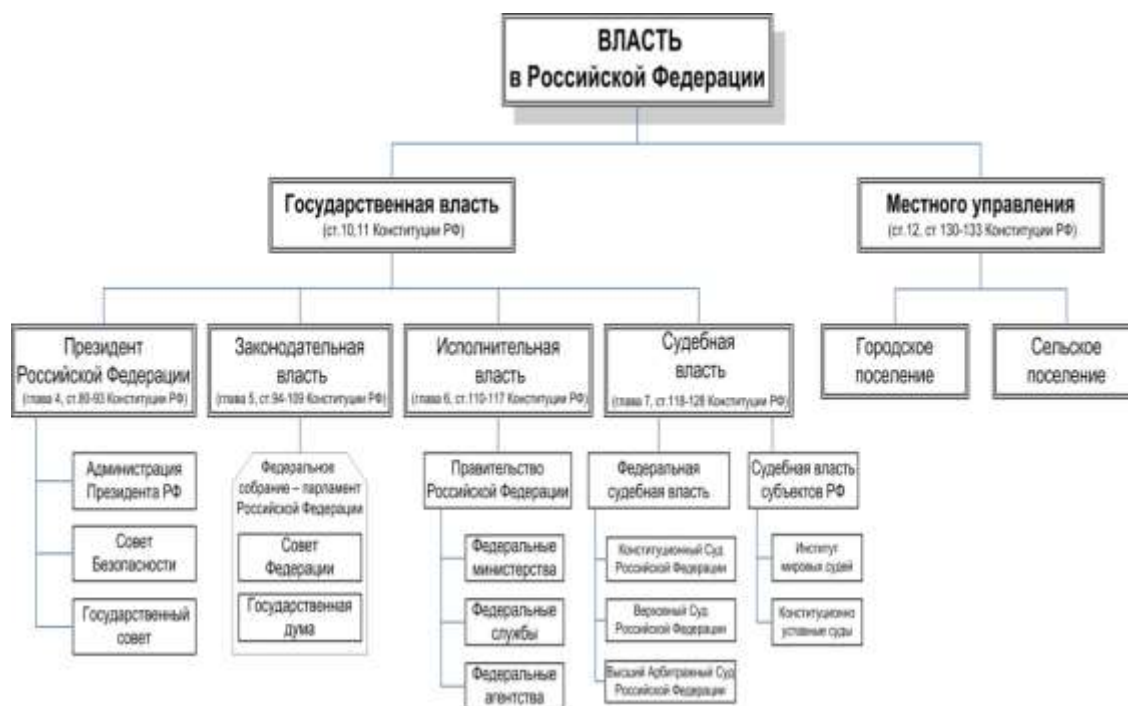 ВЛАСТЬ
в Российской Федерации
Государственная власть
(ст.10,11 Конституции РФ)
Местного управления
(ст.12, ст 130-133 Конституции РФ)
Президент
Российской Федерации
(глава 4, ст.80-93 Конституции РФ)
Законодательная
власть
(глава 5, ст.94-109 Конституции РФ)
Исполнительная
власть
(глава 6, ст.110-117 Конституции РФ)
Судебная
власть
(глава 7, ст.118-128 Конституции РФ)
Городское
поселение
Сельское
поселение
Администрация
Президента РФ
Совет
Безопасности
Государственный
совет
Федеральное
собрание – парламент
Российской Федерации
Совет
Федерации
Государственная
дума
Правительство
Российской Федерации
Федеральные
министерства
Федеральные
службы
Федеральные
агентства
Федеральная
судебная власть
Конституционный Суд
Российской Федерации
Верховный Суд
Российской Федерации
Высший Арбитражный Суд
Российской Федерации
Судебная власть
субъектов РФ
Институт
мировых судей
Конституционно
уставные суды